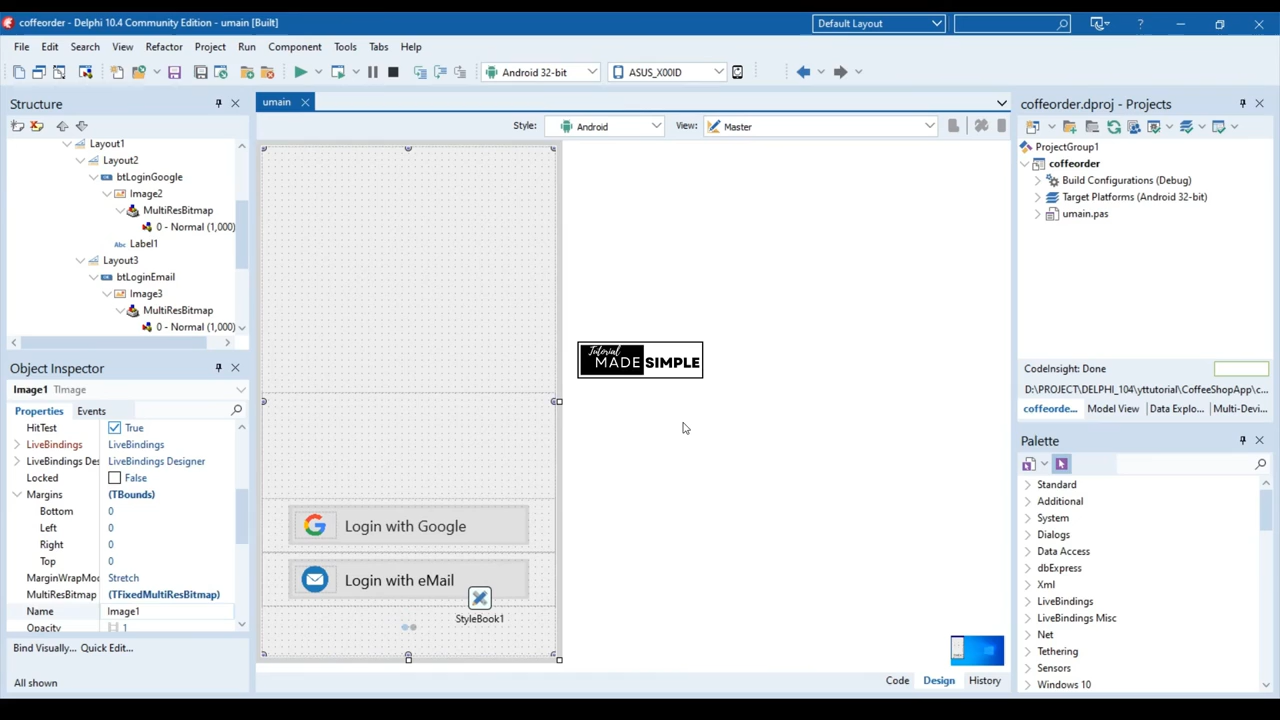 coffeorder - Delphi 10.4 Community Edition - umain [Built]
Default Layout
File Edit Search View Refactor Project Run Component Tools Tabs Help
Android 32-bit
ASUS_X00ID
Structure
Layout1
Layout2
btLoginGoogle
Image2
MultiResBitmap
0 - Normal (1,000)
Label1
Layout3
btLoginEmail
Image3
MultiResBitmap
0 - Normal (1,000)
Object Inspector
Image1 TImage
Properties Events
HitTest True
LiveBindings LiveBindings
LiveBindings Des LiveBindings Designer
Locked False
Margins (TBounds)
Bottom 0
Left 0
Right 0
Top 0
MarginWrapMod Stretch
MultiResBitmap (TFixedMultiResBitmap)
Name Image1
Opacity 1
Bind Visually... Quick Edit...
All shown
umain
Style: Android
View: Master
Tutorial
MADE SIMPLE
Login with Google
Login with eMail
StyleBook1
Code Design History
coffeorder.dproj - Projects
ProjectGroup1
coffeorder
Build Configurations (Debug)
Target Platforms (Android 32-bit)
umain.pas
CodeInsight: Done
D:\PROJECT\DELPHI_104\yttutorial\CoffeeShopApp\c...
coffeorde... Model View Data Explo... Multi-Devi...
Palette
Standard
Additional
System
Dialogs
Data Access
dbExpress
Xml
LiveBindings
LiveBindings Misc
Net
Tethering
Sensors
Windows 10